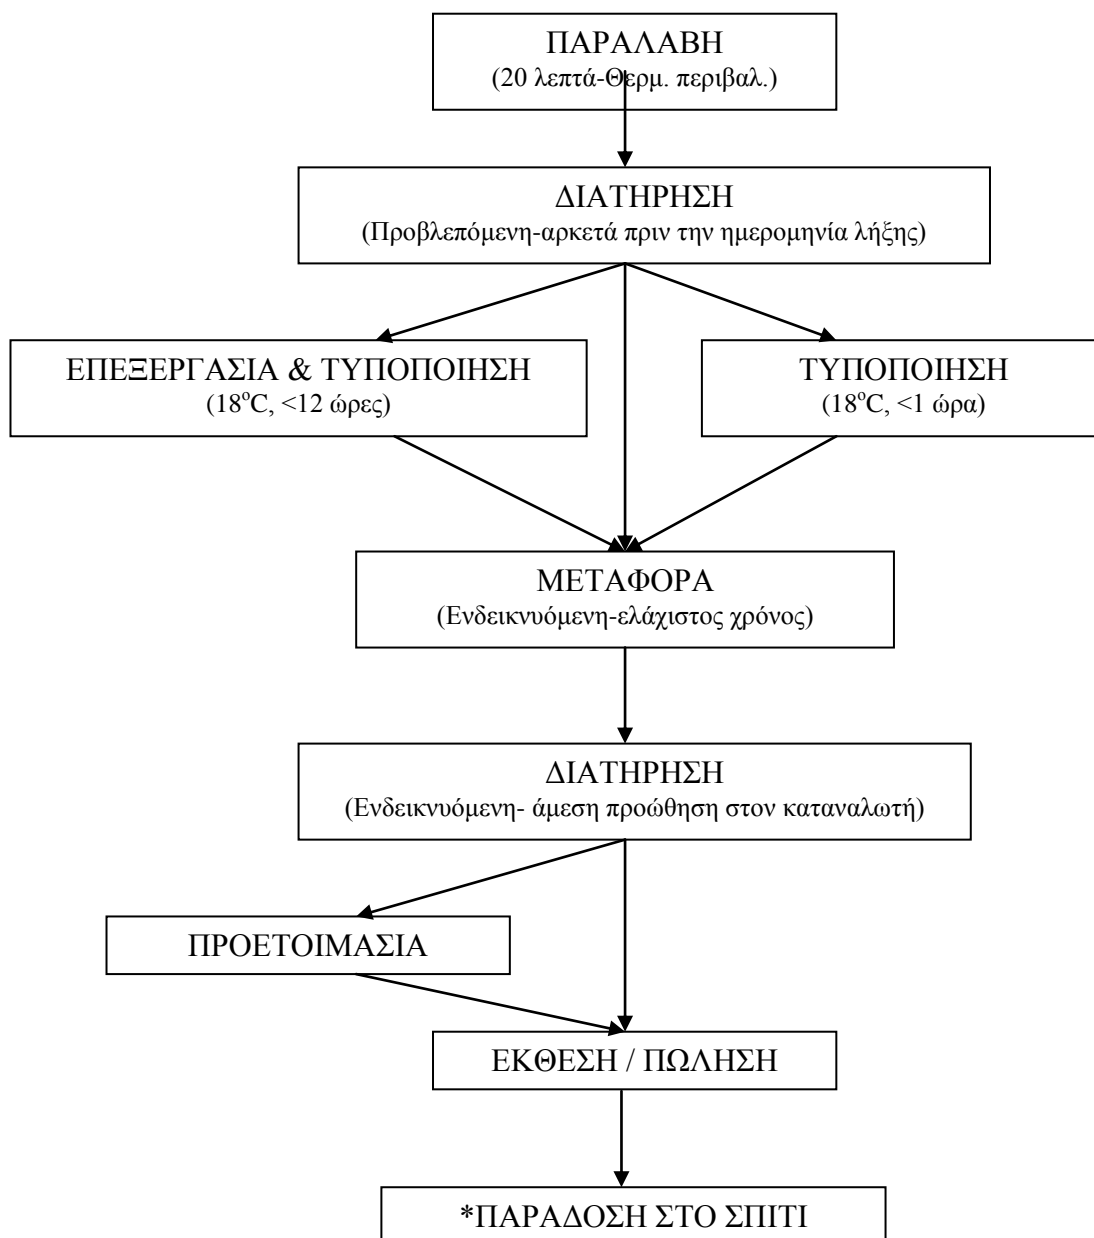 ΠΑΡΑΛΑΒΗ
(20 λεπτά-Θερμ. περιβαλ.)
ΔΙΑΤΗΡΗΣΗ
(Προβλεπόμενη-αρκετά πριν την ημερομηνία λήξης)
ΕΠΕΞΕΡΓΑΣΙΑ & ΤΥΠΟΠΟΙΗΣΗ
(18°C, <12 ώρες)
ΤΥΠΟΠΟΙΗΣΗ
(18°C, <1 ώρα)
ΜΕΤΑΦΟΡΑ
(Ενδεικνυόμενη-ελάχιστος χρόνος)
ΔΙΑΤΗΡΗΣΗ
(Ενδεικνυόμενη- άμεση προώθηση στον καταναλωτή)
ΠΡΟΕΤΟΙΜΑΣΙΑ
ΕΚΘΕΣΗ / ΠΩΛΗΣΗ
*ΠΑΡΑΔΟΣΗ ΣΤΟ ΣΠΙΤΙ